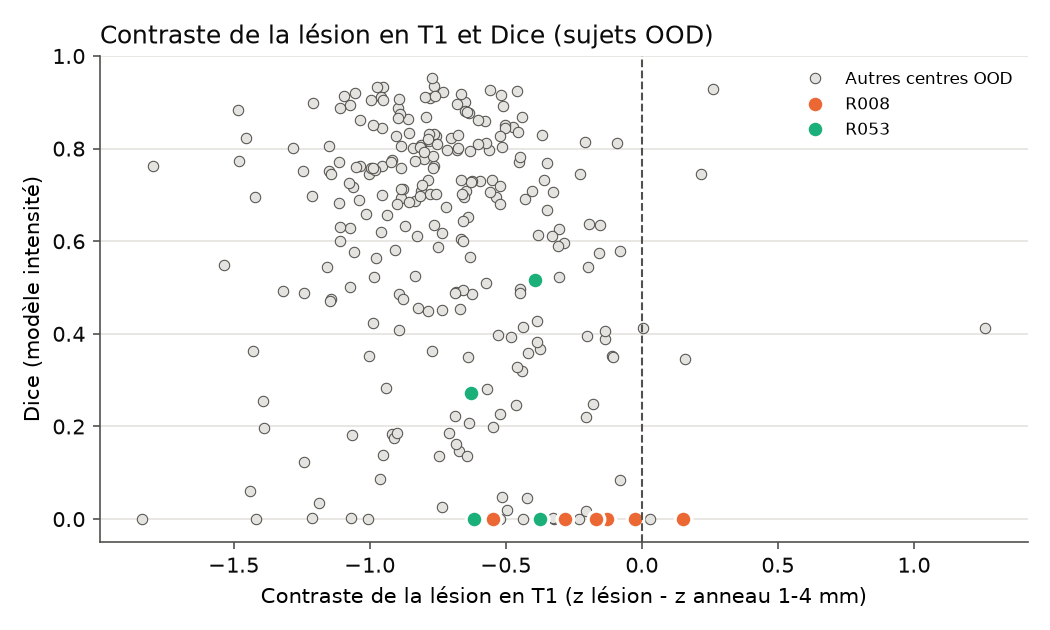 Contraste de la lésion en T1 et Dice (sujets OOD)
Autres centres OOD
R008
R053
Dice (modèle intensité)
1.0
0.8
0.6
0.4
0.2
0.0
−1.5
−1.0
−0.5
0.0
0.5
1.0
Contraste de la lésion en T1 (z lésion - z anneau 1-4 mm)